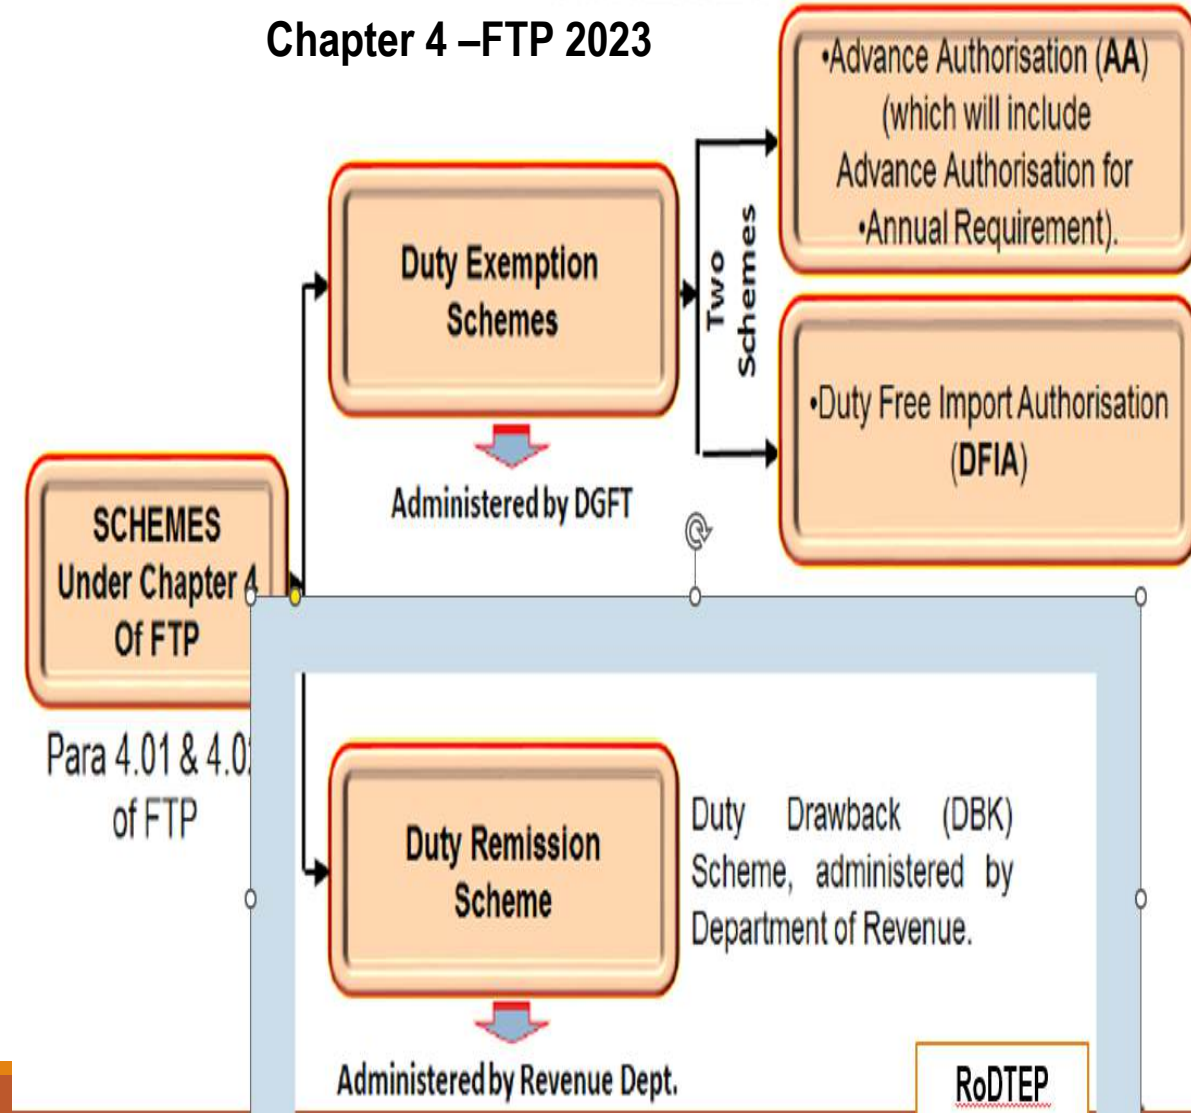 Chapter 4 –FTP 2023
•Advance Authorisation (AA)
(which will include
Advance Authorisation for
•Annual Requirement).
Duty Exemption
Schemes
Two
Schemes
•Duty Free Import Authorisation
(DFIA)
Administered by DGFT
SCHEMES
Under Chapter 4
Of FTP
Para 4.01 & 4.0
of FTP
Duty Remission
Scheme
Duty Drawback (DBK)
Scheme, administered by
Department of Revenue.
Administered by Revenue Dept.
RoDTEP